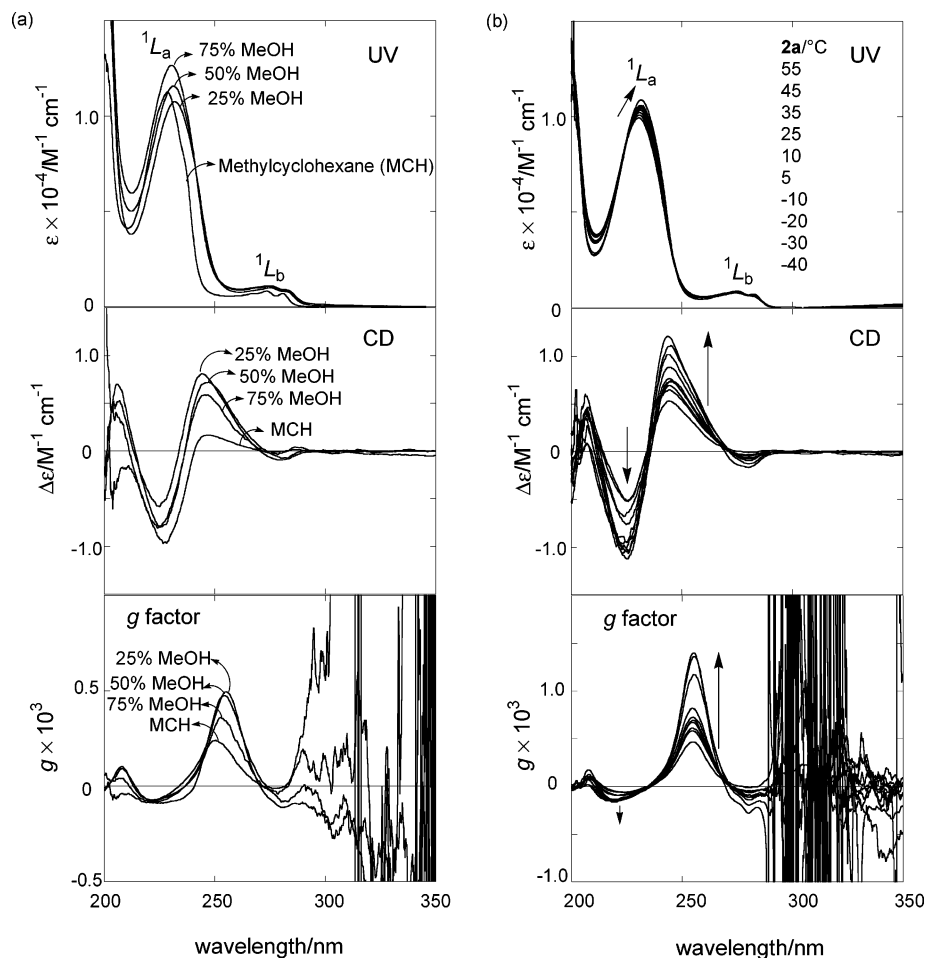 (a)
¹Lₐ
75% MeOH
UV
50% MeOH
25% MeOH
1.0
Methylcyclohexane (MCH)
ε × 10⁻⁴/M⁻¹ cm⁻¹
¹L_b
0
CD
1.0
25% MeOH
50% MeOH
75% MeOH
MCH
0
Δε/M⁻¹ cm⁻¹
-1.0
g factor
25% MeOH
0.5
50% MeOH
75% MeOH
MCH
g × 10³
0
-0.5
200 250 300 350
wavelength/nm
(b)
UV
2a/°C
¹Lₐ
55
45
1.0
35
25
10
5
-10
-20
-30
-40
ε × 10⁻⁴/M⁻¹ cm⁻¹
¹L_b
0
CD
1.0
0
Δε/M⁻¹ cm⁻¹
-1.0
g factor
1.0
g × 10³
0
-1.0
200 250 300 350
wavelength/nm